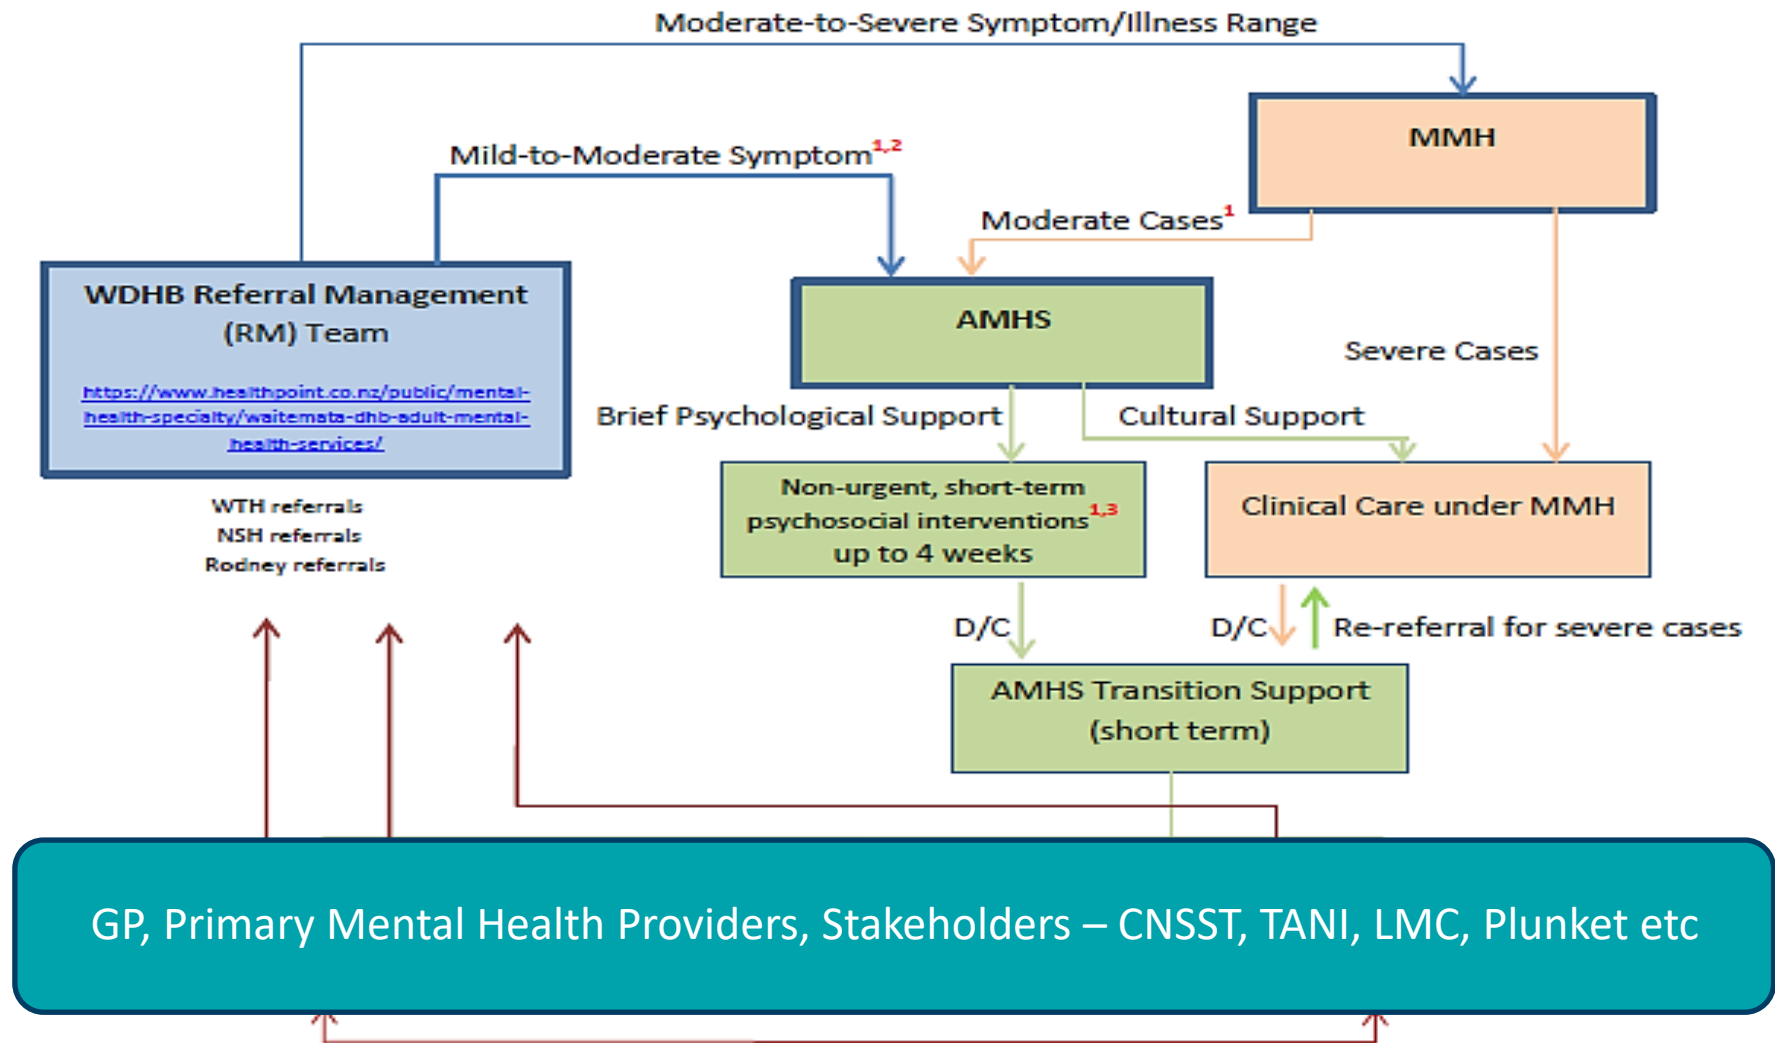 Moderate-to-Severe Symptom/Illness Range
MMH
Mild-to-Moderate Symptom1,2
Moderate Cases1
WDHB Referral Management
(RM) Team
https://www.healthpoint.co.nz/public/mental-
health-specialty/waitemata-dhb-adult-mental-
health-services/
AMHS
Severe Cases
Brief Psychological Support
Cultural Support
WTH referrals
NSH referrals
Rodney referrals
Non-urgent, short-term
psychosocial interventions1,3
up to 4 weeks
Clinical Care under MMH
D/C
D/C
Re-referral for severe cases
AMHS Transition Support
(short term)
GP, Primary Mental Health Providers, Stakeholders – CNSST, TANI, LMC, Plunket etc